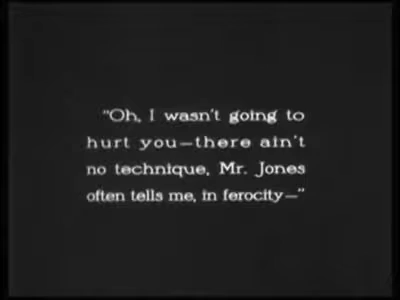 "Oh, I wasn't going to
hurt you—there ain't
no technique, Mr. Jones
often tells me, in ferocity—"